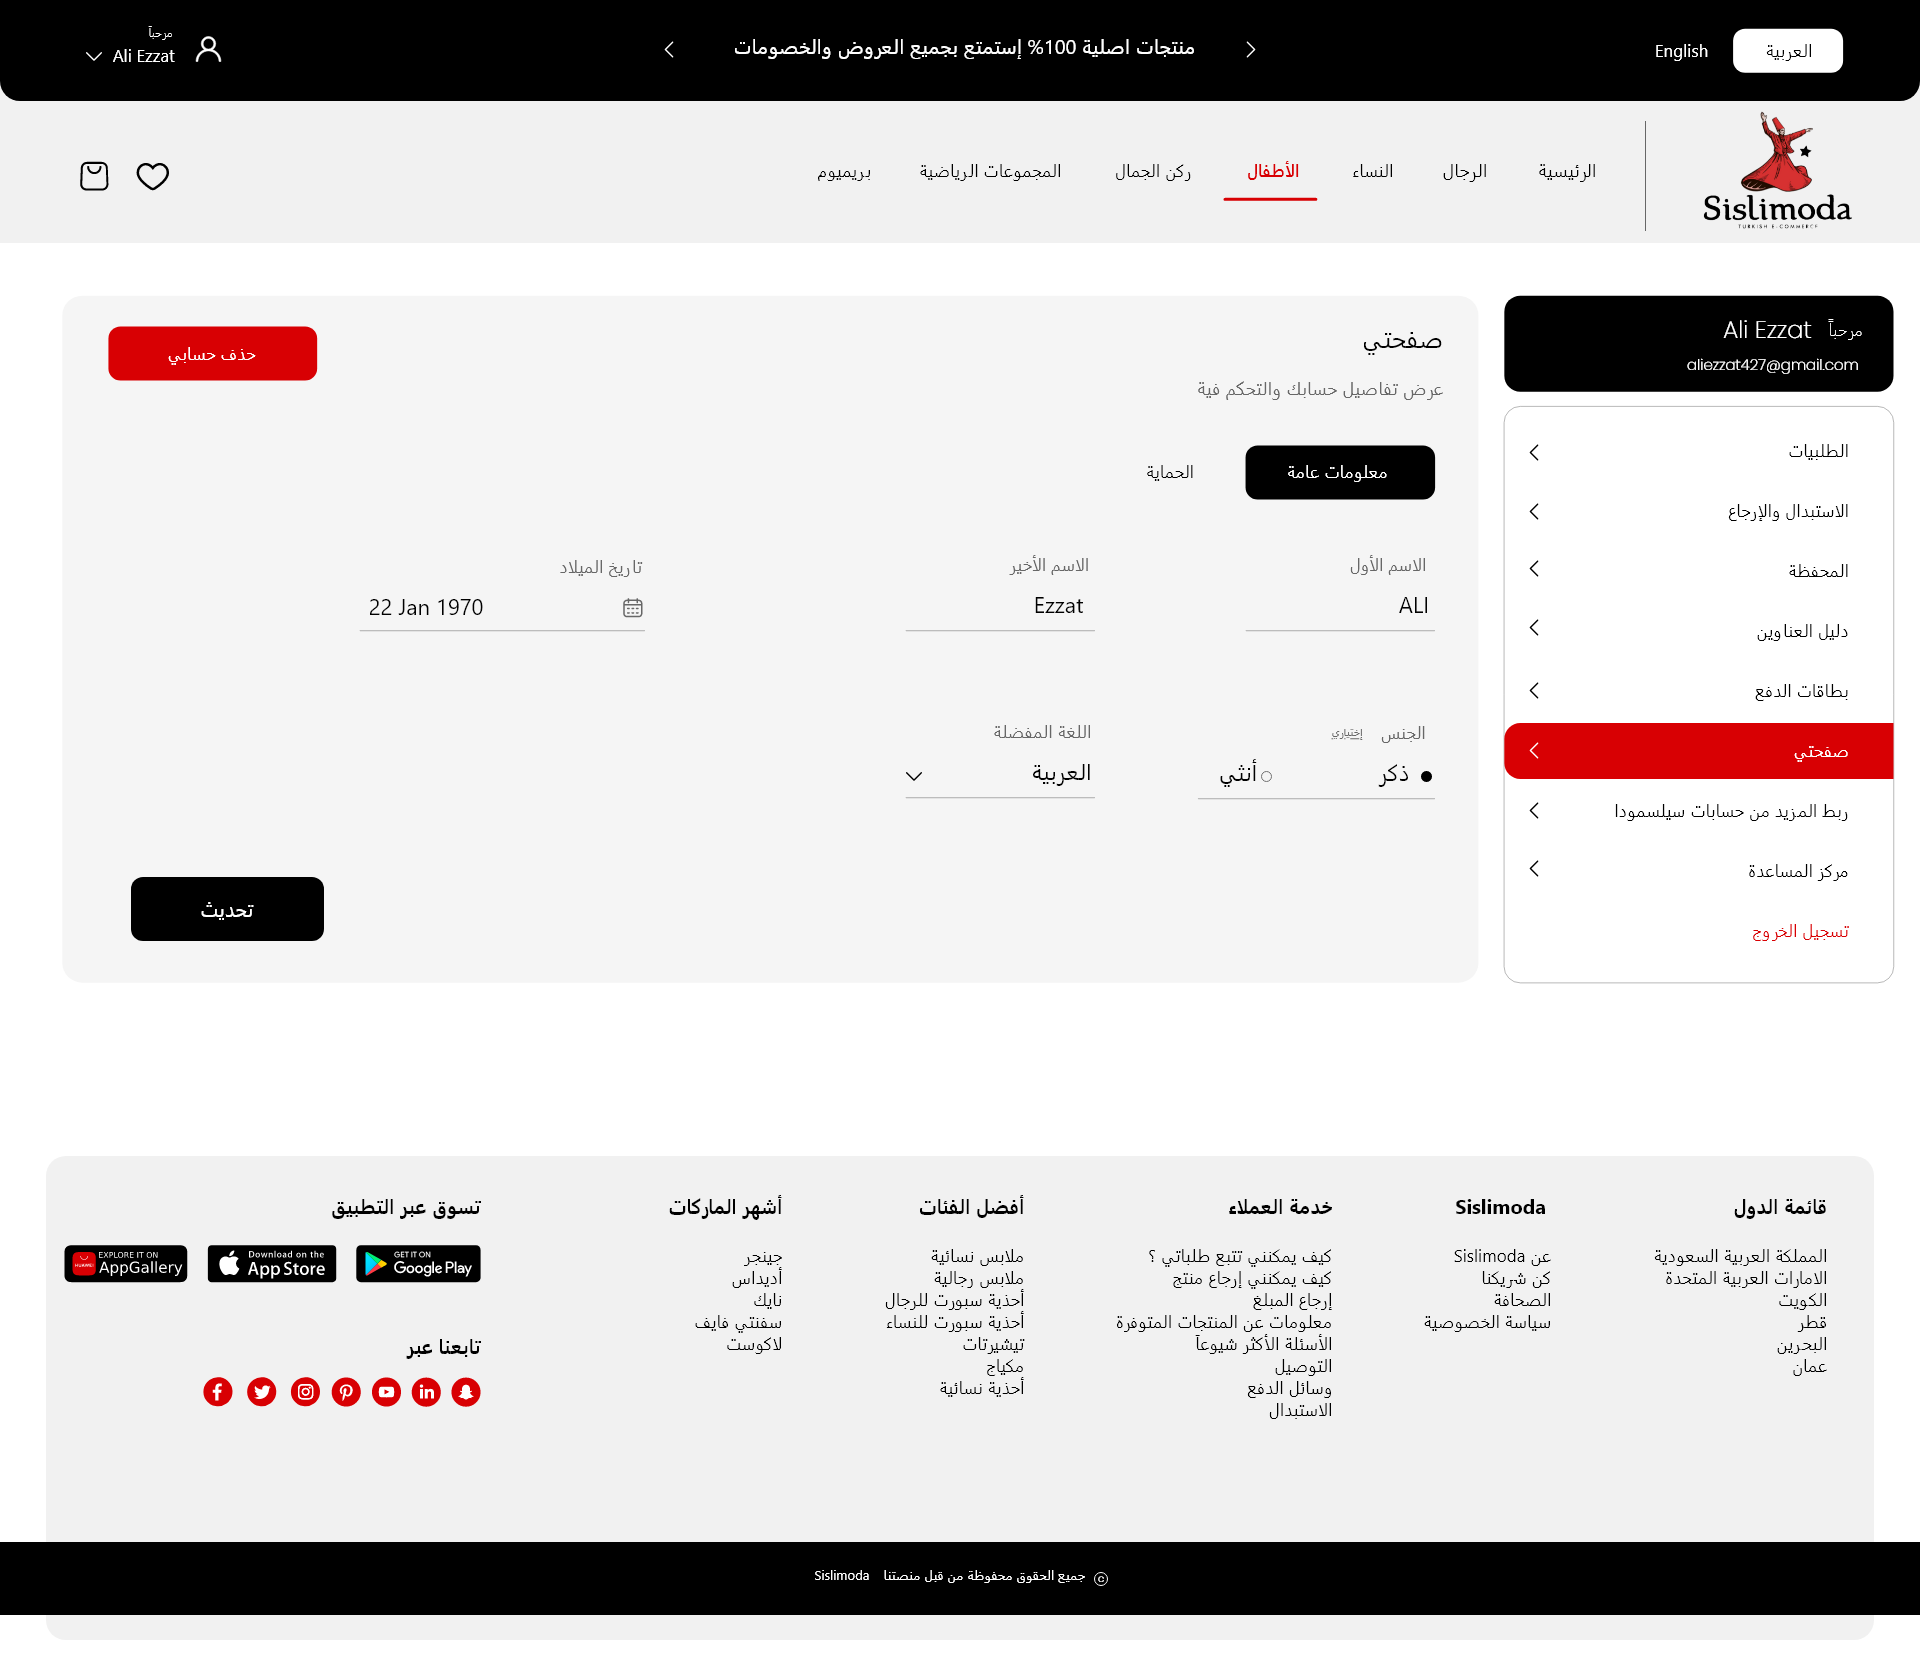 العربية
English
منتجات اصلية 100% إستمتع بجميع العروض والخصومات
مرحباً
Ali Ezzat
Sislimoda
TURKISH E-COMMERCE
الرئيسية
الرجال
النساء
الأطفال
ركن الجمال
المجموعات الرياضية
بريميوم
مرحباً Ali Ezzat
aliezzat427@gmail.com
الطلبيات
الاستبدال والإرجاع
المحفظة
دليل العناوين
بطاقات الدفع
صفحتي
ربط المزيد من حسابات سيلسمودا
مركز المساعدة
تسجيل الخروج
صفحتي
حذف حسابي
عرض تفاصيل حسابك والتحكم فية
معلومات عامة
الحماية
الاسم الأول
ALI
الاسم الأخير
Ezzat
تاريخ الميلاد
22 Jan 1970
الجنس إختياري
ذكر
أنثي
اللغة المفضلة
العربية
تحديث
قائمة الدول
المملكة العربية السعودية
الامارات العربية المتحدة
الكويت
قطر
البحرين
عمان
Sislimoda
عن Sislimoda
كن شريكنا
الصحافة
سياسة الخصوصية
خدمة العملاء
كيف يمكنني تتبع طلباتي ؟
كيف يمكنني إرجاع منتج
إرجاع المبلغ
معلومات عن المنتجات المتوفرة
الأسئلة الأكثر شيوعاً
التوصيل
وسائل الدفع
الاستبدال
أفضل الفئات
ملابس نسائية
ملابس رجالية
أحذية سبورت للرجال
أحذية سبورت للنساء
تيشيرتات
مكياج
أحذية نسائية
أشهر الماركات
جينجر
أديداس
نايك
سفنتي فايف
لاكوست
تسوق عبر التطبيق
GET IT ON
Google Play
Download on the
App Store
HUAWEI
EXPLORE IT ON
AppGallery
تابعنا عبر
© جميع الحقوق محفوظة من قبل منصتنا Sislimoda